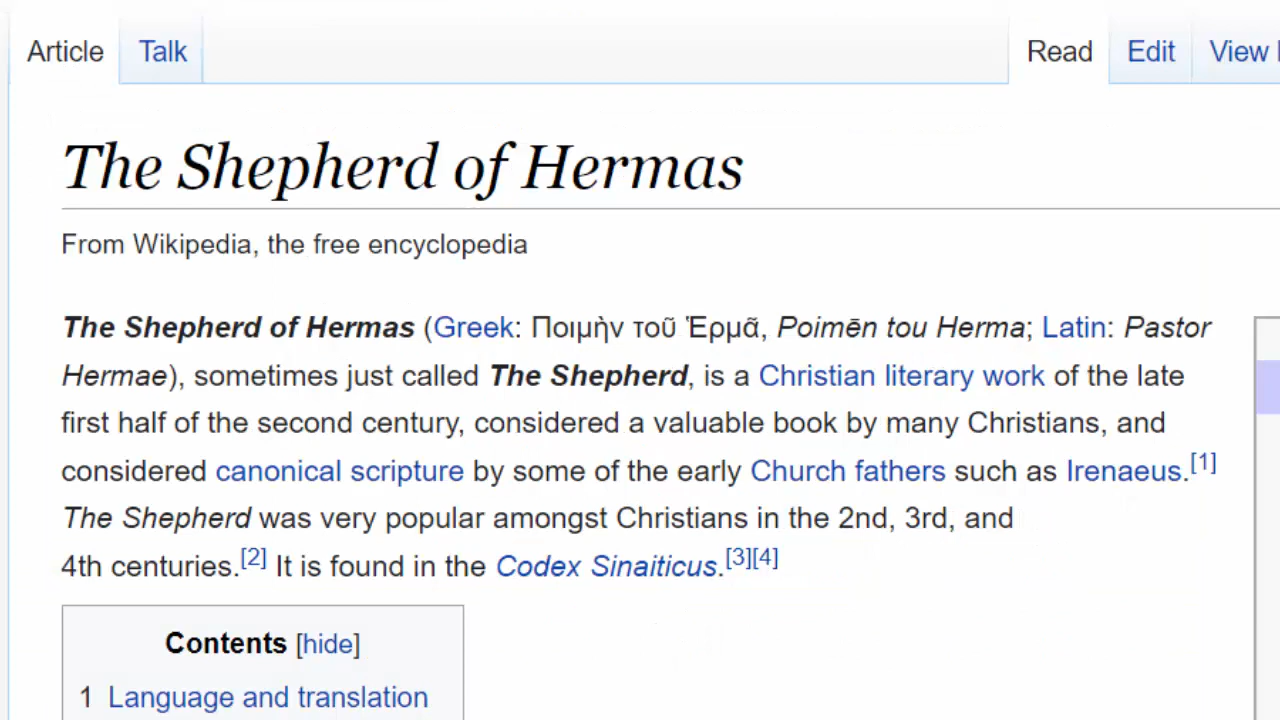 Article Talk Read Edit View
The Shepherd of Hermas
From Wikipedia, the free encyclopedia
The Shepherd of Hermas (Greek: Ποιμὴν τοῦ Ἑρμᾶ, Poimēn tou Herma; Latin: Pastor
Hermae), sometimes just called The Shepherd, is a Christian literary work of the late
first half of the second century, considered a valuable book by many Christians, and
considered canonical scripture by some of the early Church fathers such as Irenaeus.[1]
The Shepherd was very popular amongst Christians in the 2nd, 3rd, and
4th centuries.[2] It is found in the Codex Sinaiticus.[3][4]
Contents [hide]
1 Language and translation